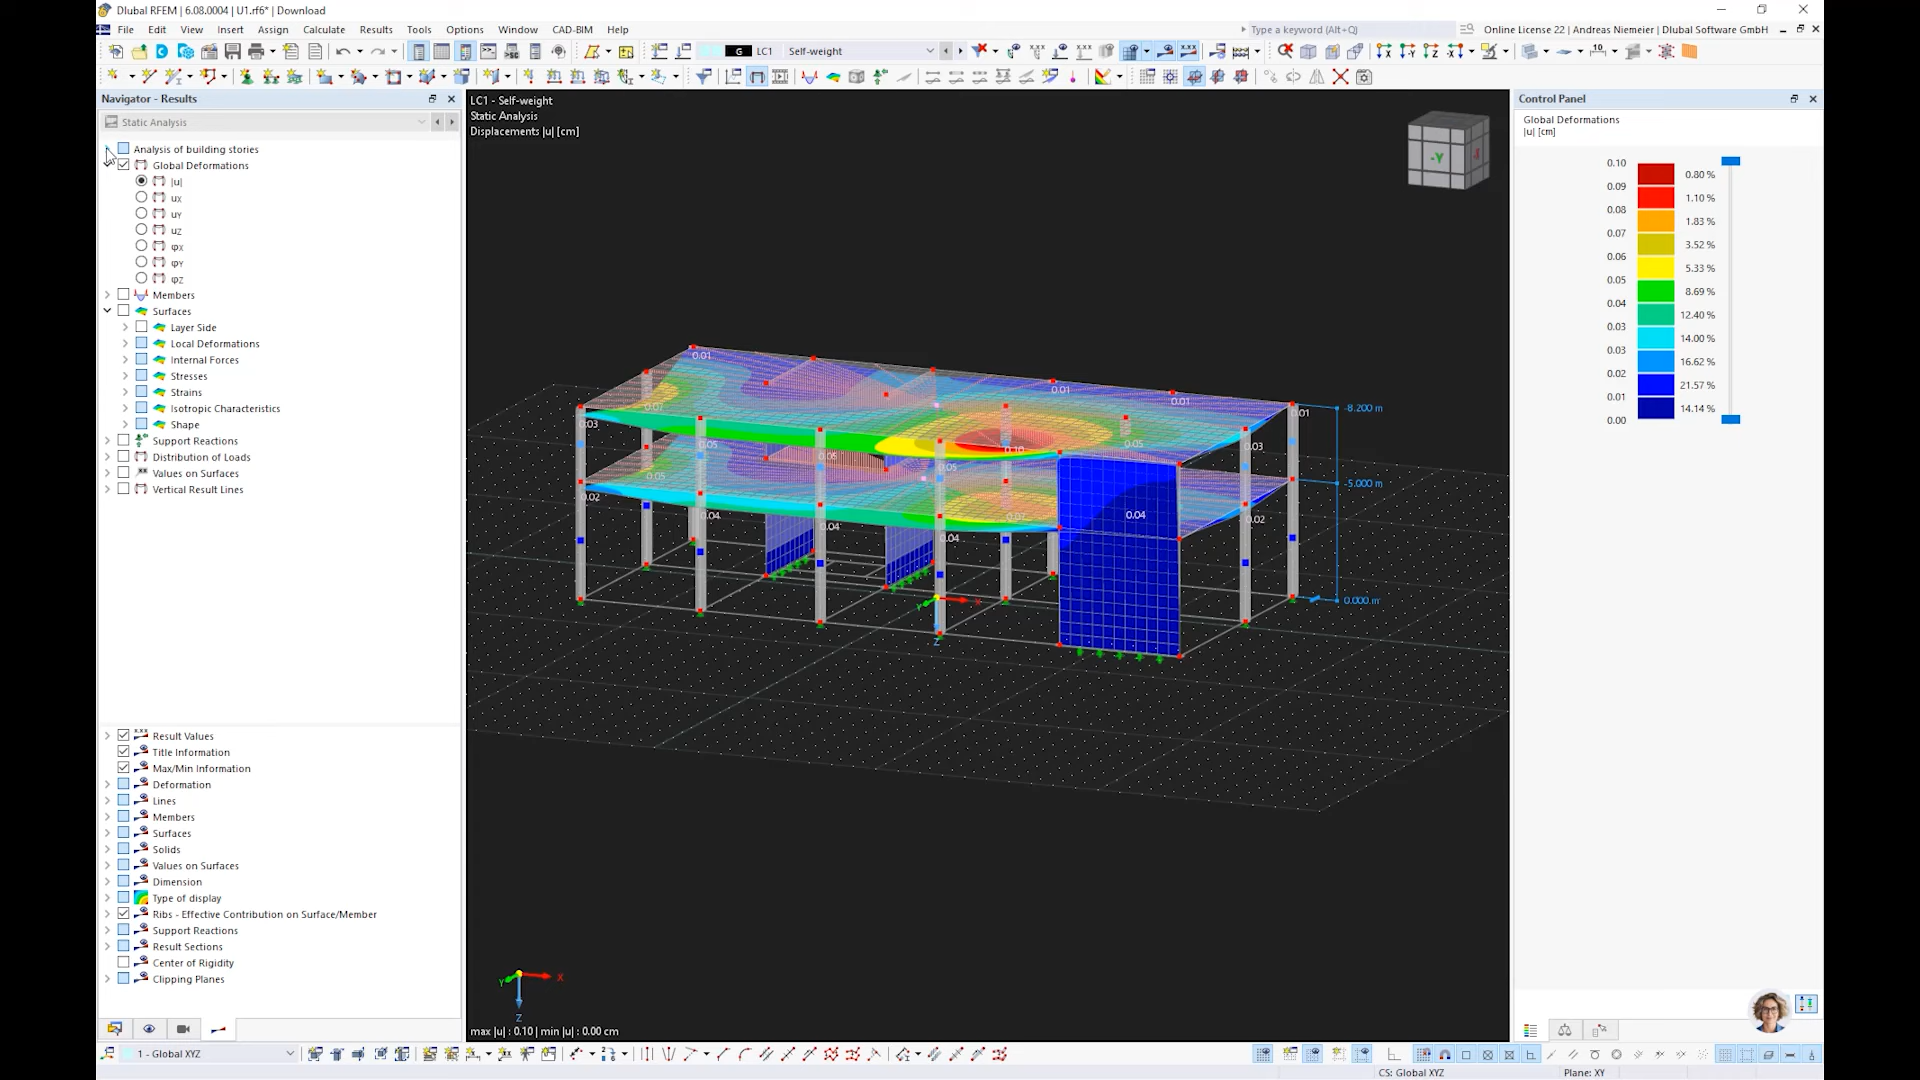 Dlubal RFEM | 6.08.0004 | U1.rf6* | Download
File Edit View Insert Assign Calculate Results Tools Options Window CAD-BIM Help
Type a keyword (Alt+Q)
Online License 22 | Andreas Niemeier | Dlubal Software GmbH
G LC1 Self-weight
Navigator - Results
Static Analysis
Analysis of building stories
Global Deformations
|u|
uX
uY
uZ
φX
φY
φZ
Members
Surfaces
Layer Side
Local Deformations
Internal Forces
Stresses
Strains
Isotropic Characteristics
Shape
Support Reactions
Distribution of Loads
Values on Surfaces
Vertical Result Lines
Result Values
Title Information
Max/Min Information
Deformation
Lines
Members
Surfaces
Solids
Values on Surfaces
Dimension
Type of display
Ribs - Effective Contribution on Surface/Member
Support Reactions
Result Sections
Center of Rigidity
Clipping Planes
1 - Global XYZ
LC1 - Self-weight
Static Analysis
Displacements |u| [cm]
-Y
0.01
0.01
0.01
0.01
0.03
0.05
0.05
0.05
0.05
0.03
0.05
0.02
0.04
0.04
0.04
0.04
0.02
-8.200 m
-5.000 m
0.000 m
X
Y
Z
X
Y
Z
max |u| : 0.10 | min |u| : 0.00 cm
Control Panel
Global Deformations
|u| [cm]
0.10
0.80 %
0.09
1.10 %
0.08
1.83 %
0.07
3.52 %
0.06
5.33 %
0.05
8.69 %
0.04
12.40 %
0.03
14.00 %
0.03
16.62 %
0.02
21.57 %
0.01
14.14 %
0.00
CS: Global XYZ
Plane: XY